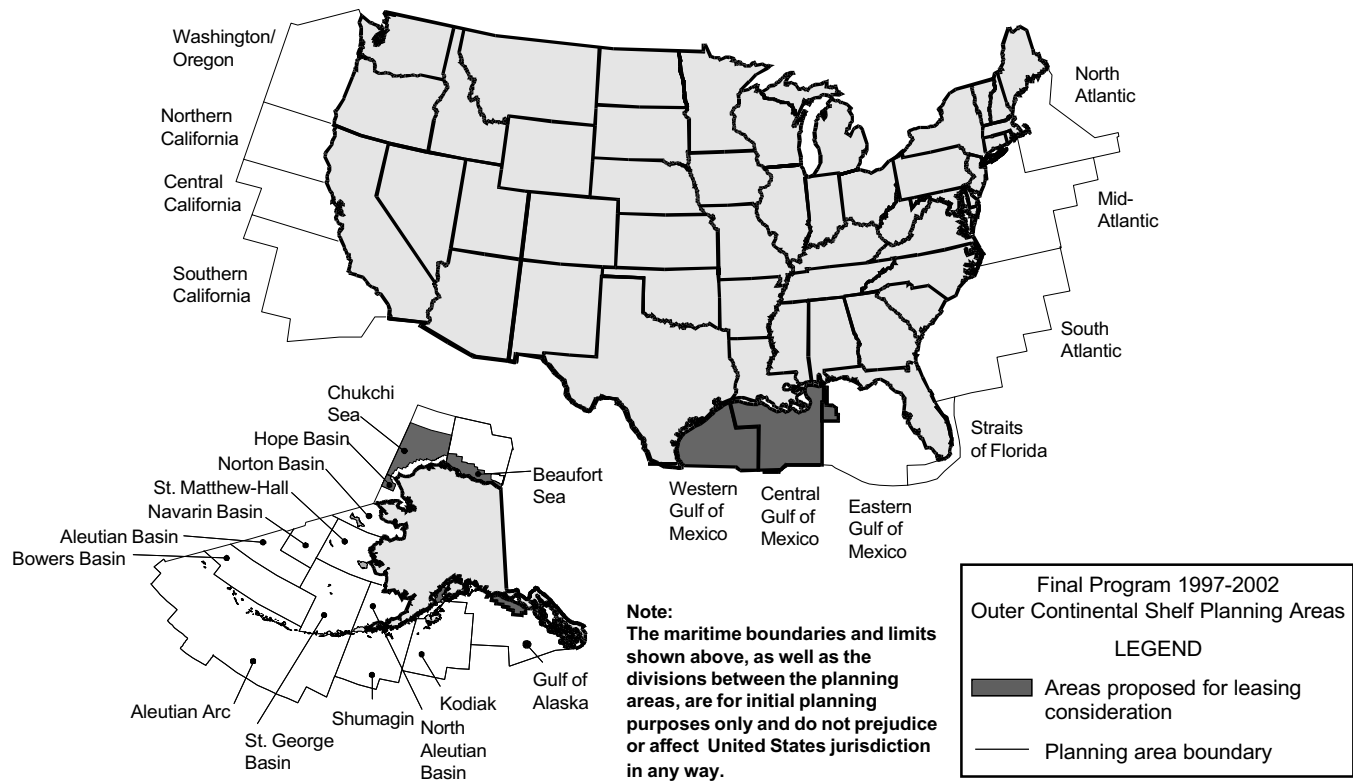 Washington/
Oregon
Northern
California
Central
California
Southern
California
North
Atlantic
Mid-
Atlantic
South
Atlantic
Straits
of Florida
Western
Gulf of
Mexico
Central
Gulf of
Mexico
Eastern
Gulf of
Mexico
Chukchi
Sea
Hope Basin
Norton Basin
St. Matthew-Hall
Navarin Basin
Aleutian Basin
Bowers Basin
Beaufort
Sea
Aleutian Arc
St. George
Basin
Shumagin
North
Aleutian
Basin
Kodiak
Gulf of
Alaska
Note:
The maritime boundaries and limits
shown above, as well as the
divisions between the planning
areas, are for initial planning
purposes only and do not prejudice
or affect United States jurisdiction
in any way.
Final Program 1997-2002
Outer Continental Shelf Planning Areas
LEGEND
Areas proposed for leasing
consideration
Planning area boundary